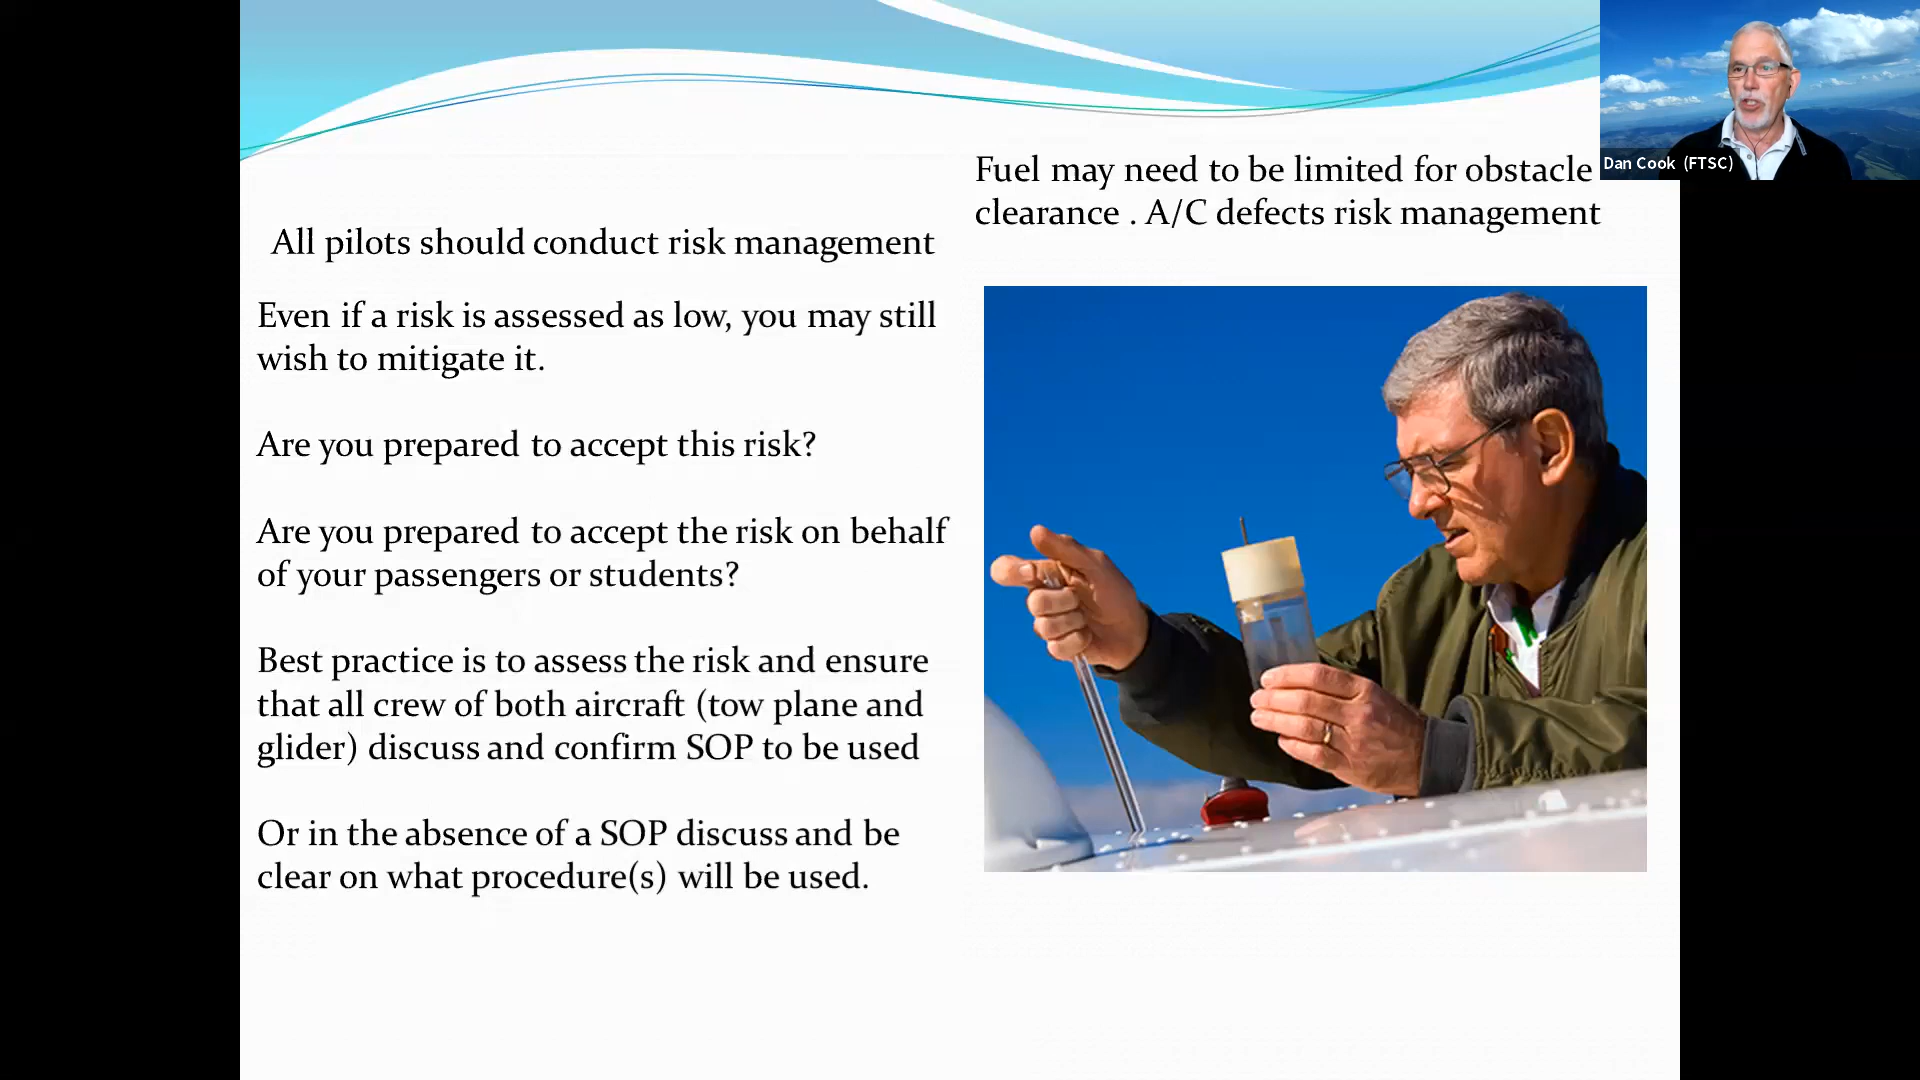 All pilots should conduct risk management
Even if a risk is assessed as low, you may still
wish to mitigate it.
Are you prepared to accept this risk?
Are you prepared to accept the risk on behalf
of your passengers or students?
Best practice is to assess the risk and ensure
that all crew of both aircraft (tow plane and
glider) discuss and confirm SOP to be used
Or in the absence of a SOP discuss and be
clear on what procedure(s) will be used.
Fuel may need to be limited for obstacle
clearance . A/C defects risk management
Dan Cook (FTSC)